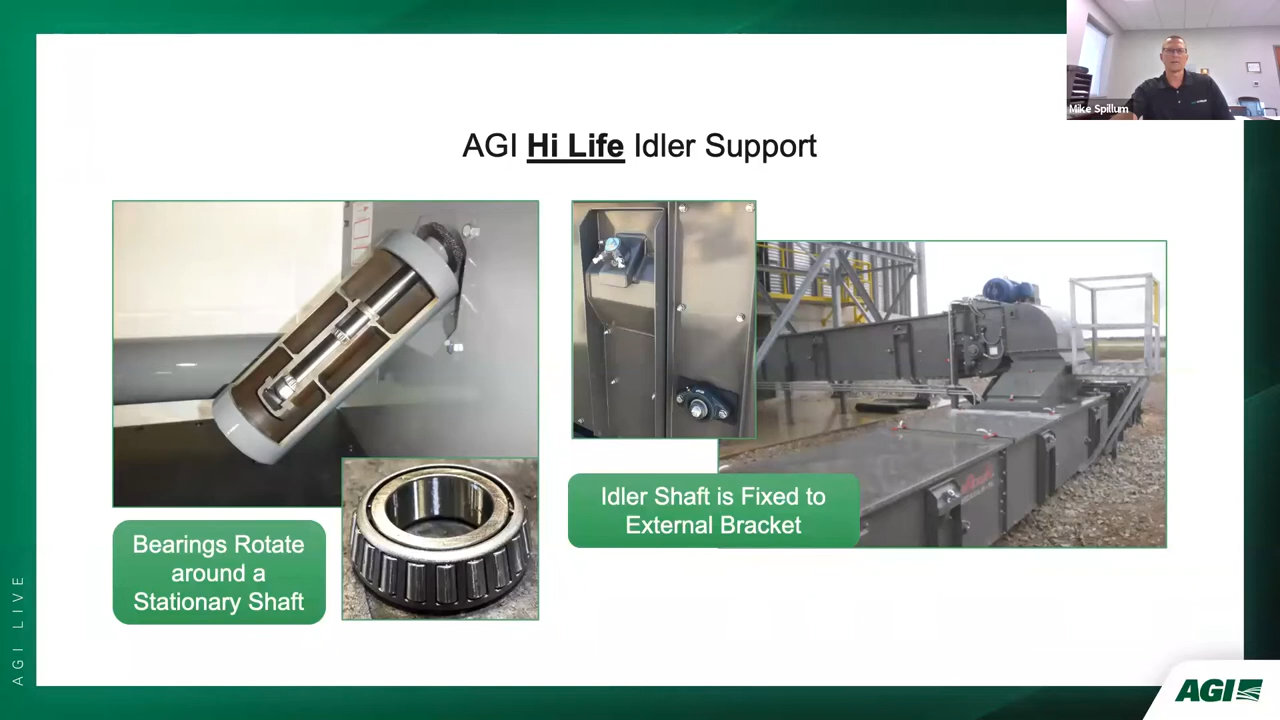 Mike Spillum
AGI Hi Life Idler Support
Idler Shaft is Fixed to
External Bracket
Bearings Rotate
around a
Stationary Shaft
AGI LIVE
AGI